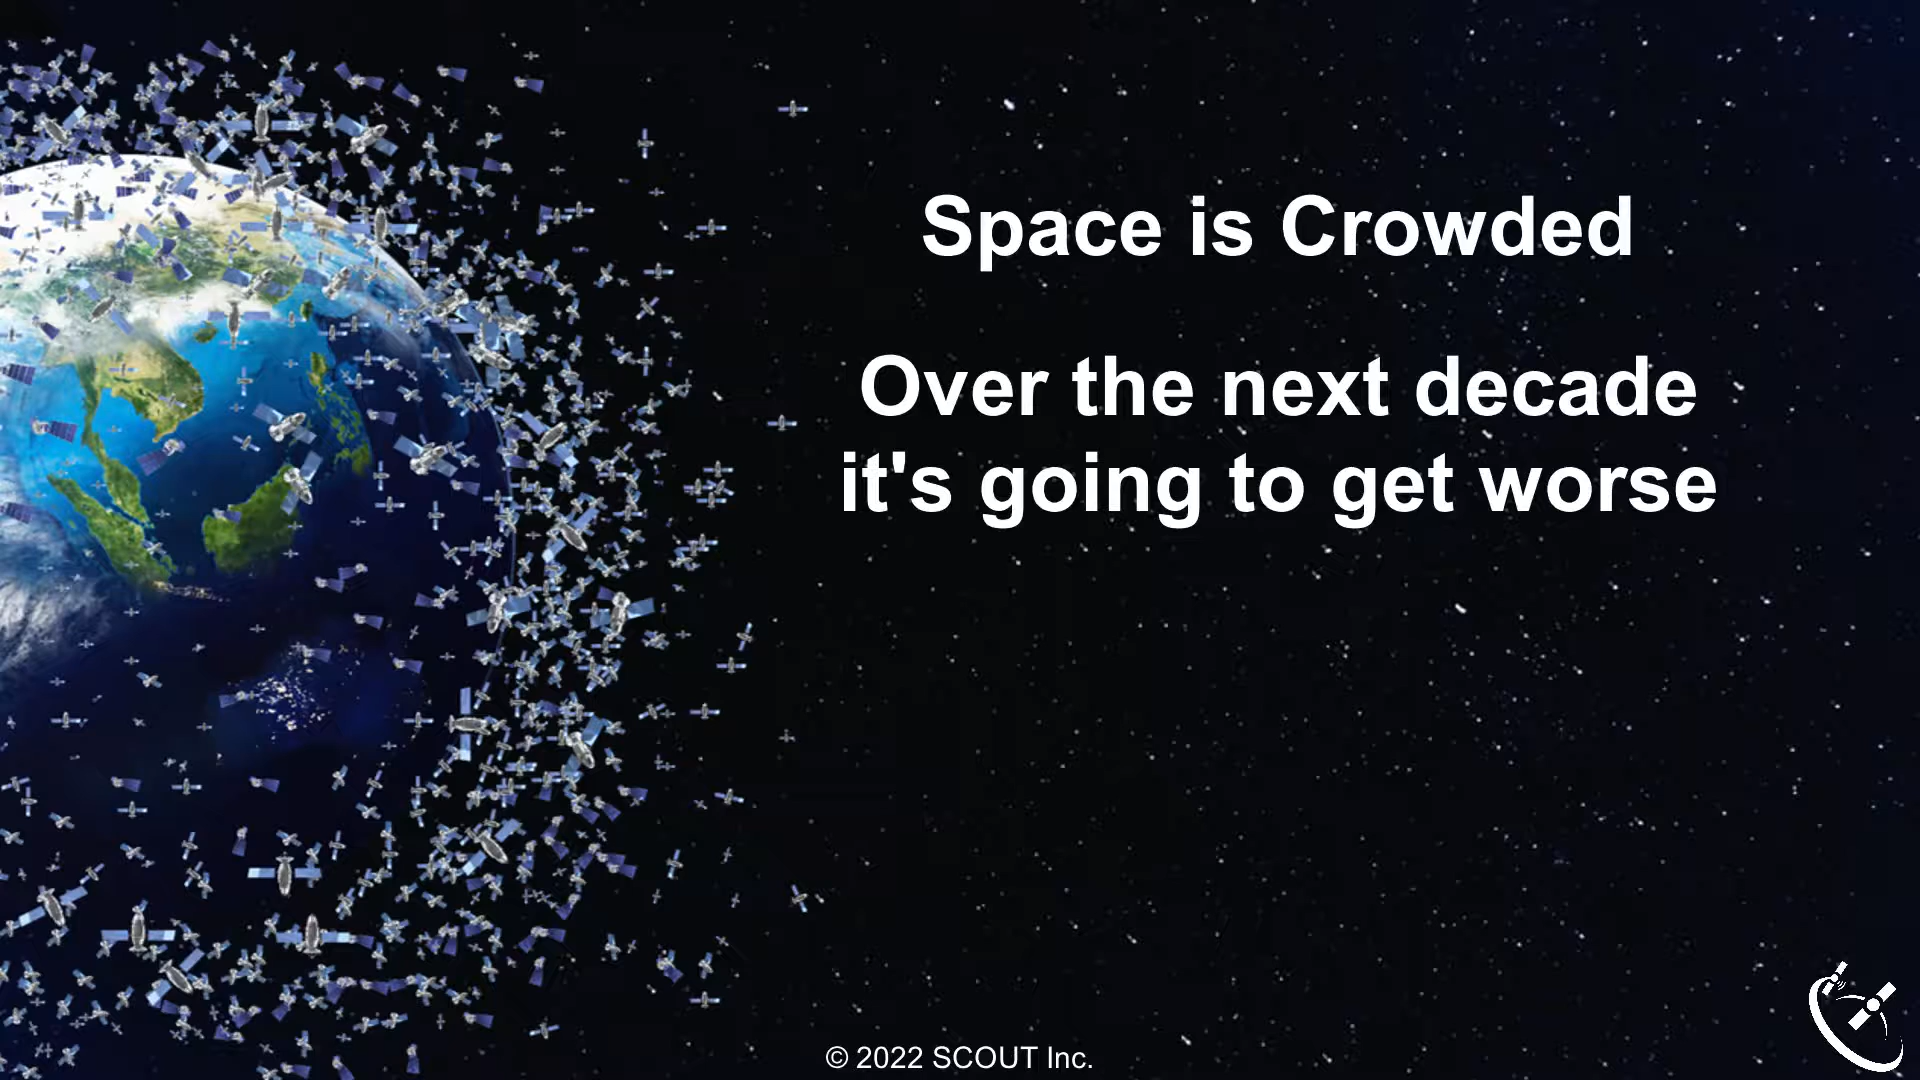 Space is Crowded
Over the next decade
it's going to get worse
© 2022 SCOUT Inc.